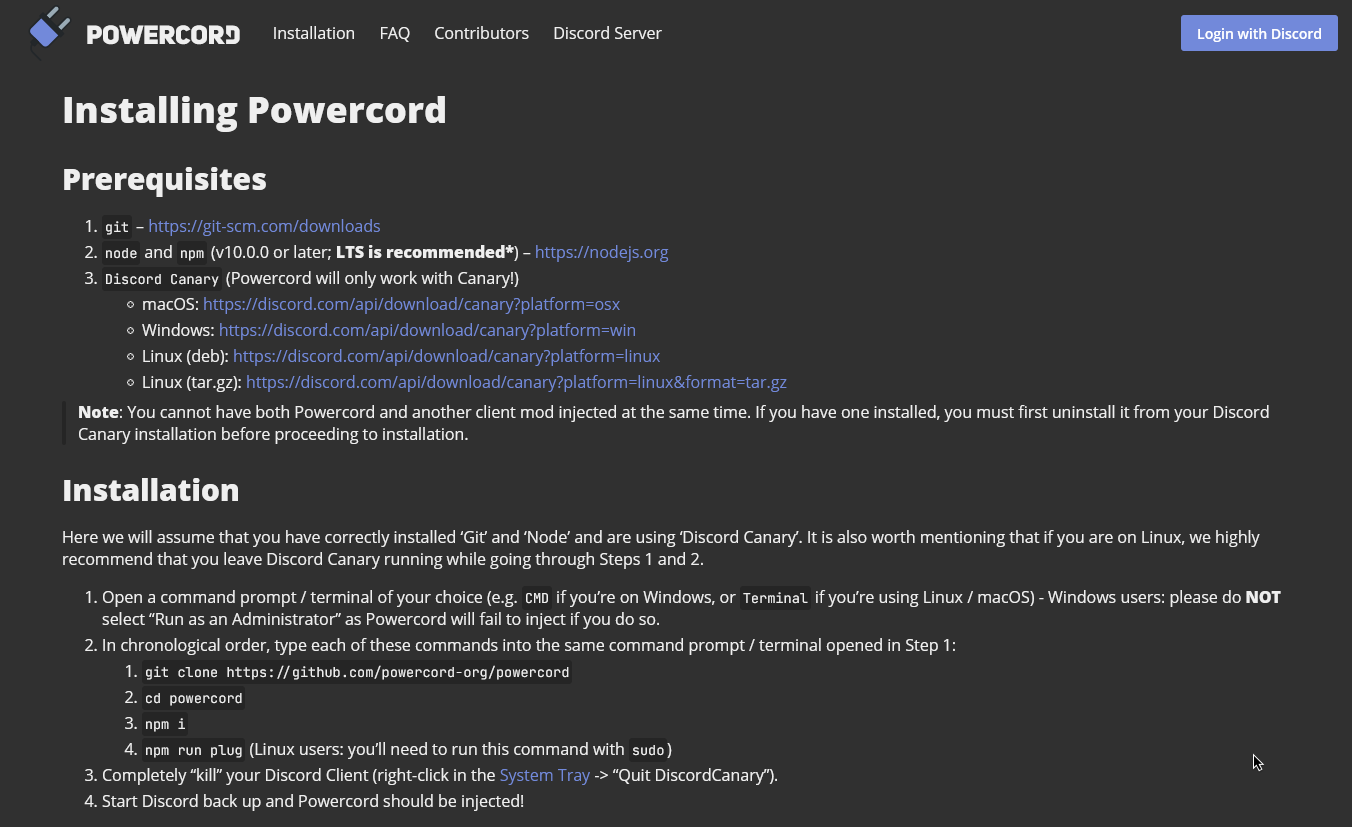 POWERCORD Installation FAQ Contributors Discord Server Login with Discord
Installing Powercord
Prerequisites
1. git – https://git-scm.com/downloads
2. node and npm (v10.0.0 or later; LTS is recommended*) – https://nodejs.org
3. Discord Canary (Powercord will only work with Canary!)
macOS: https://discord.com/api/download/canary?platform=osx
Windows: https://discord.com/api/download/canary?platform=win
Linux (deb): https://discord.com/api/download/canary?platform=linux
Linux (tar.gz): https://discord.com/api/download/canary?platform=linux&format=tar.gz
Note: You cannot have both Powercord and another client mod injected at the same time. If you have one installed, you must first uninstall it from your Discord
Canary installation before proceeding to installation.
Installation
Here we will assume that you have correctly installed ‘Git’ and ‘Node’ and are using ‘Discord Canary’. It is also worth mentioning that if you are on Linux, we highly
recommend that you leave Discord Canary running while going through Steps 1 and 2.
1. Open a command prompt / terminal of your choice (e.g. CMD if you’re on Windows, or Terminal if you’re using Linux / macOS) - Windows users: please do NOT
select “Run as an Administrator” as Powercord will fail to inject if you do so.
2. In chronological order, type each of these commands into the same command prompt / terminal opened in Step 1:
1. git clone https://github.com/powercord-org/powercord
2. cd powercord
3. npm i
4. npm run plug (Linux users: you’ll need to run this command with sudo)
3. Completely “kill” your Discord Client (right-click in the System Tray -> “Quit DiscordCanary”).
4. Start Discord back up and Powercord should be injected!